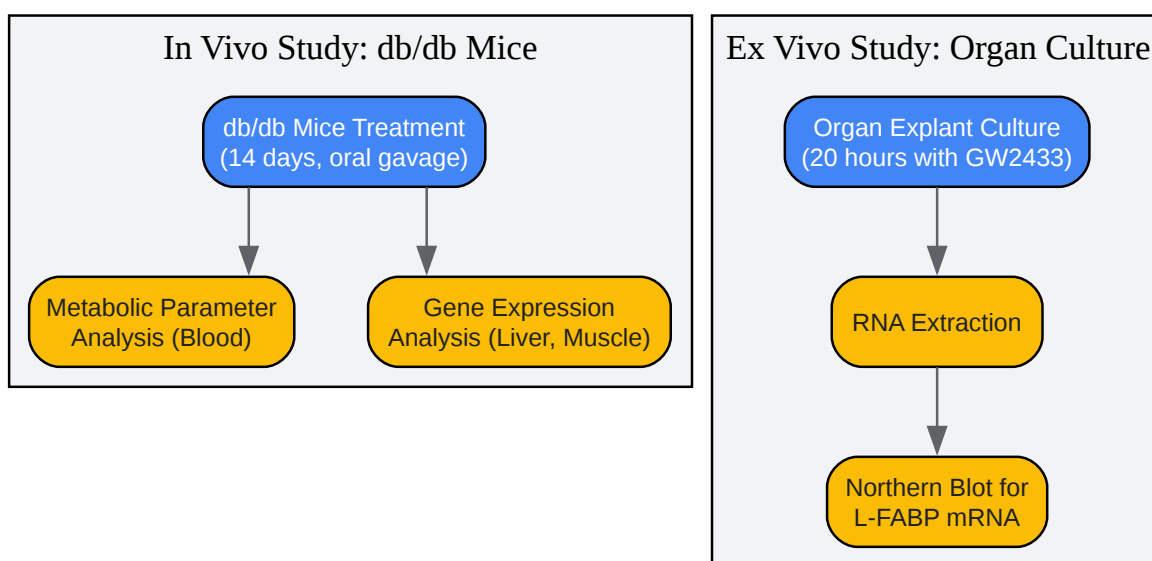 In Vivo Study: db/db Mice
db/db Mice Treatment
(14 days, oral gavage)
Metabolic Parameter
Analysis (Blood)
Gene Expression
Analysis (Liver, Muscle)
Ex Vivo Study: Organ Culture
Organ Explant Culture
(20 hours with GW2433)
RNA Extraction
Northern Blot for
L-FABP mRNA